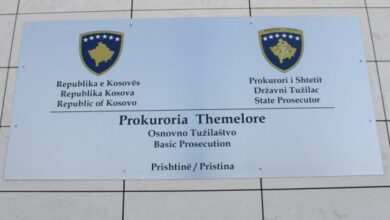 Republika e Kosovës
Republika Kosova
Republic of Kosovo
Prokurori i Shtetit
Državni Tužilac
State Prosecutor
Prokuroria Themelore
Osnovno Tužilaštvo
Basic Prosecution
Prishtinë / Pristina